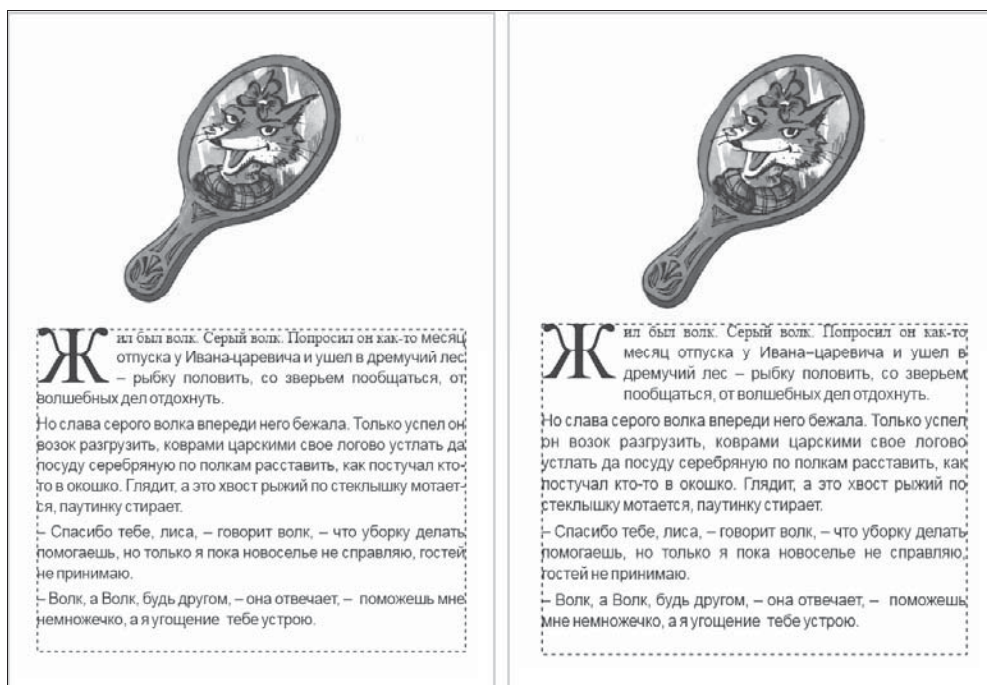 Жил был волк. Серый волк. Попросил он как-то месяц
отпуска у Ивана-царевича и ушел в дремучий лес
– рыбку половить, со зверьем пообщаться, от
волшебных дел отдохнуть.
Но слава серого волка впереди него бежала. Только успел он
возок разгрузить, коврами царскими свое логово устлать да
посуду серебряную по полкам расставить, как постучал кто-
то в окошко. Глядит, а это хвост рыжий по стеклышку мотает-
ся, паутинку стирает.
– Спасибо тебе, лиса, – говорит волк, – что уборку делать
помогаешь, но только я пока новоселье не справляю, гостей
не принимаю.
– Волк, а Волк, будь другом, – она отвечает, – поможешь мне
немножечко, а я угощение тебе устрою.
Жил был волк. Серый волк. Попросил он как-то
месяц отпуска у Ивана–царевича и ушел в
дремучий лес – рыбку половить, со зверьем
пообщаться, от волшебных дел отдохнуть.
Но слава серого волка впереди него бежала. Только успел
он возок разгрузить, коврами царскими свое логово
устлать да посуду серебряную по полкам расставить, как
постучал кто-то в окошко. Глядит, а это хвост рыжий по
стеклышку мотается, паутинку стирает.
– Спасибо тебе, лиса, – говорит волк, – что уборку делать
помогаешь, но только я пока новоселье не справляю,
гостей не принимаю.
– Волк, а Волк, будь другом, – она отвечает, – поможешь
мне немножечко, а я угощение тебе устрою.